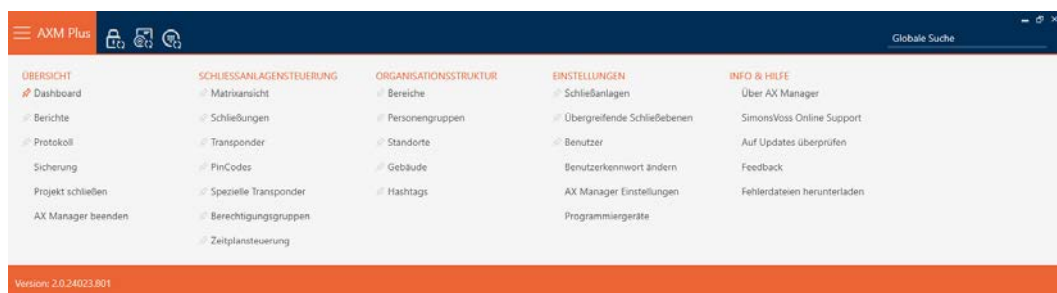 AXM Plus
Globale Suche
ÜBERSICHT
Dashboard
Berichte
Protokoll
Sicherung
Projekt schließen
AX Manager beenden
SCHLIESSANLAGENSTEUERUNG
Matrixansicht
Schließungen
Transponder
PinCodes
Spezielle Transponder
Berechtigungsgruppen
Zeitplansteuerung
ORGANISATIONSSTRUKTUR
Bereiche
Personengruppen
Standorte
Gebäude
Hashtags
EINSTELLUNGEN
Schließanlagen
Übergreifende Schließebenen
Benutzer
Benutzerkennwort ändern
AX Manager Einstellungen
Programmiergeräte
INFO & HILFE
Über AX Manager
SimonsVoss Online Support
Auf Updates überprüfen
Feedback
Fehlerdateien herunterladen
Version: 2.0.24023.801